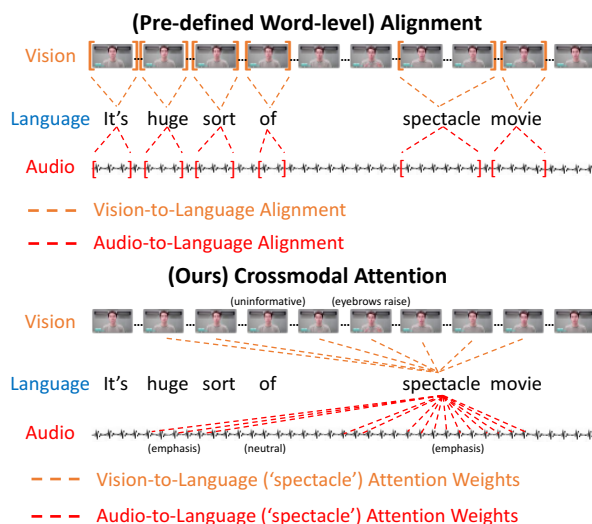 (Pre-defined Word-level) Alignment
Vision
Language It's huge sort of spectacle movie
Audio
Vision-to-Language Alignment
Audio-to-Language Alignment
(Ours) Crossmodal Attention
(uninformative) (eyebrows raise)
Vision
Language It's huge sort of spectacle movie
Audio
(emphasis) (neutral) (emphasis)
Vision-to-Language ('spectacle') Attention Weights
Audio-to-Language ('spectacle') Attention Weights